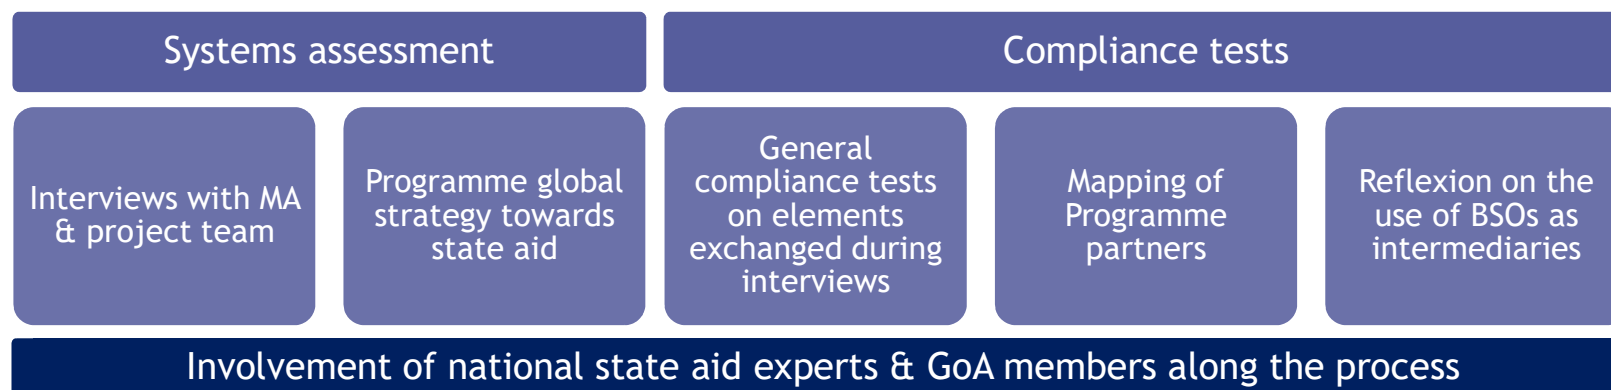 Systems assessment
Compliance tests
Interviews with MA
& project team
Programme global
strategy towards
state aid
General
compliance tests
on elements
exchanged during
interviews
Mapping of
Programme
partners
Reflexion on the
use of BSOs as
intermediaries
Involvement of national state aid experts & GoA members along the process